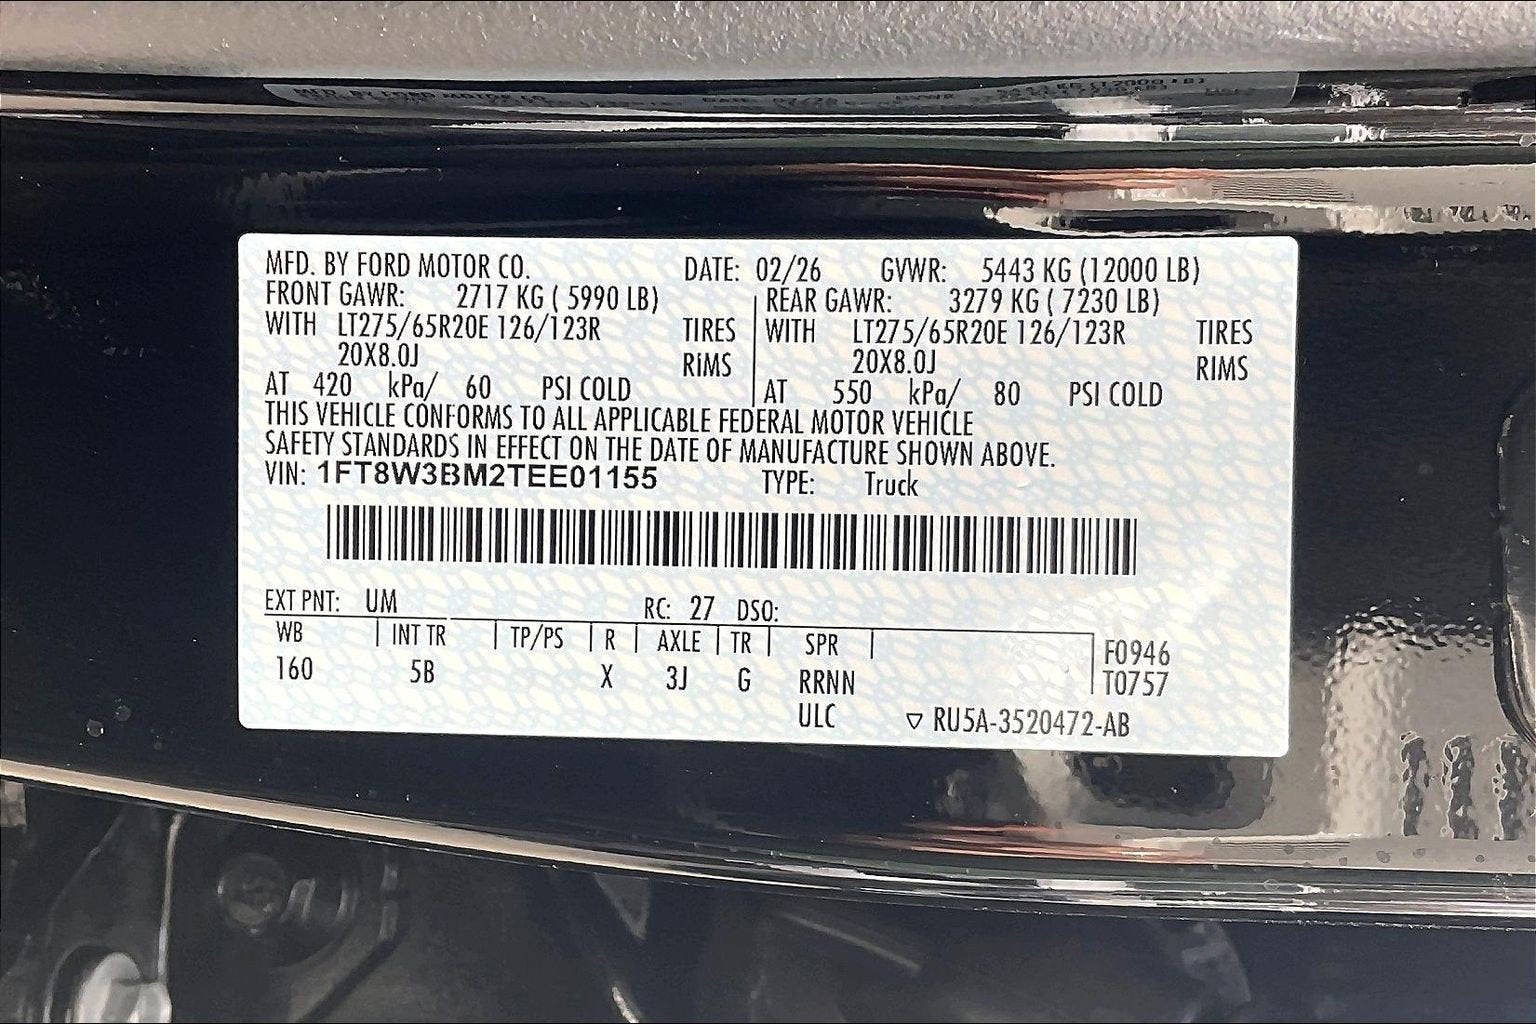 MFD. BY FORD MOTOR CO. DATE: 02/26 GVWR: 5443 KG (12000 LB)
FRONT GAWR: 2717 KG ( 5990 LB) REAR GAWR: 3279 KG ( 7230 LB)
WITH LT275/65R20E 126/123R TIRES WITH LT275/65R20E 126/123R TIRES
20X8.0J RIMS 20X8.0J RIMS
AT 420 kPa/ 60 PSI COLD AT 550 kPa/ 80 PSI COLD
THIS VEHICLE CONFORMS TO ALL APPLICABLE FEDERAL MOTOR VEHICLE
SAFETY STANDARDS IN EFFECT ON THE DATE OF MANUFACTURE SHOWN ABOVE.
VIN: 1FT8W3BM2TEE01155 TYPE: Truck
EXT PNT: UM RC: 27 DSO:
WB INT TR TP/PS R AXLE TR SPR F0946
160 5B X 3J G RRNN T0757
ULC ▽ RU5A-3520472-AB